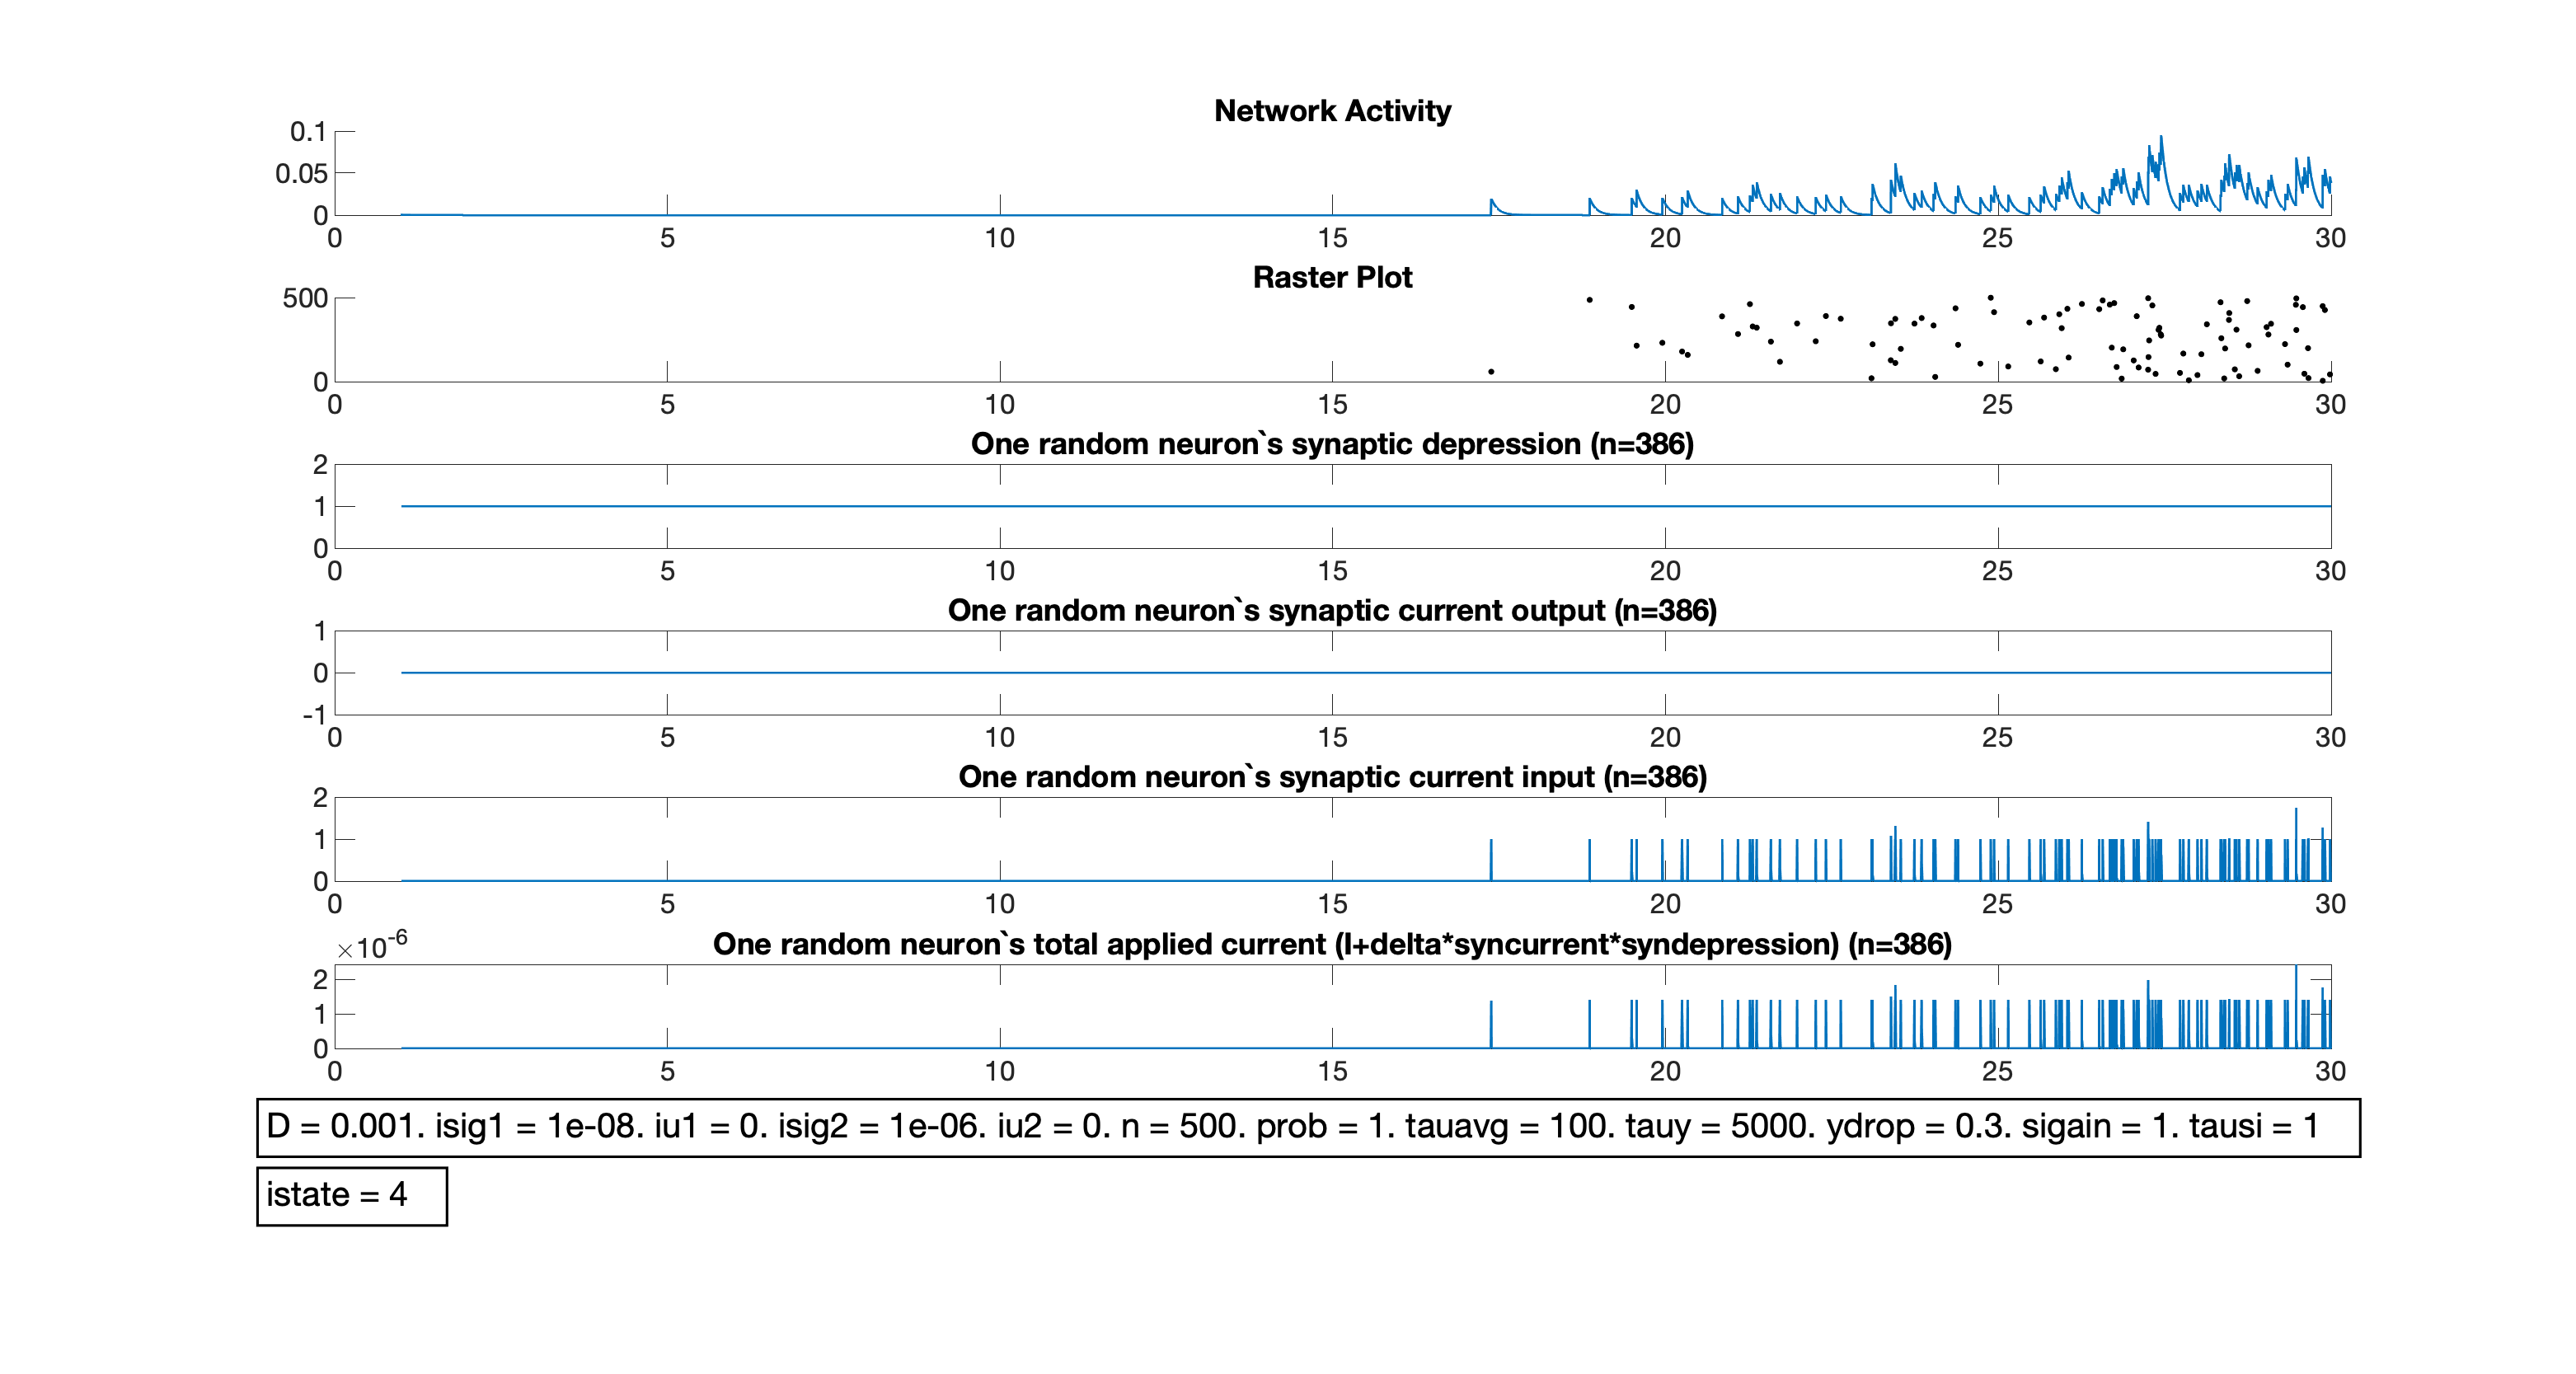 Network Activity
0.1
0.05
0
0 5 10 15 20 25 30
Raster Plot
500
0
0 5 10 15 20 25 30
One random neuron`s synaptic depression (n=386)
2
1
0
0 5 10 15 20 25 30
One random neuron`s synaptic current output (n=386)
1
0
-1
0 5 10 15 20 25 30
One random neuron`s synaptic current input (n=386)
2
1
0
0 5 10 15 20 25 30
×10-6
One random neuron`s total applied current (I+delta*syncurrent*syndepression) (n=386)
2
1
0
0 5 10 15 20 25 30
D = 0.001. isig1 = 1e-08. iu1 = 0. isig2 = 1e-06. iu2 = 0. n = 500. prob = 1. tauavg = 100. tauy = 5000. ydrop = 0.3. sigain = 1. tausi = 1
istate = 4